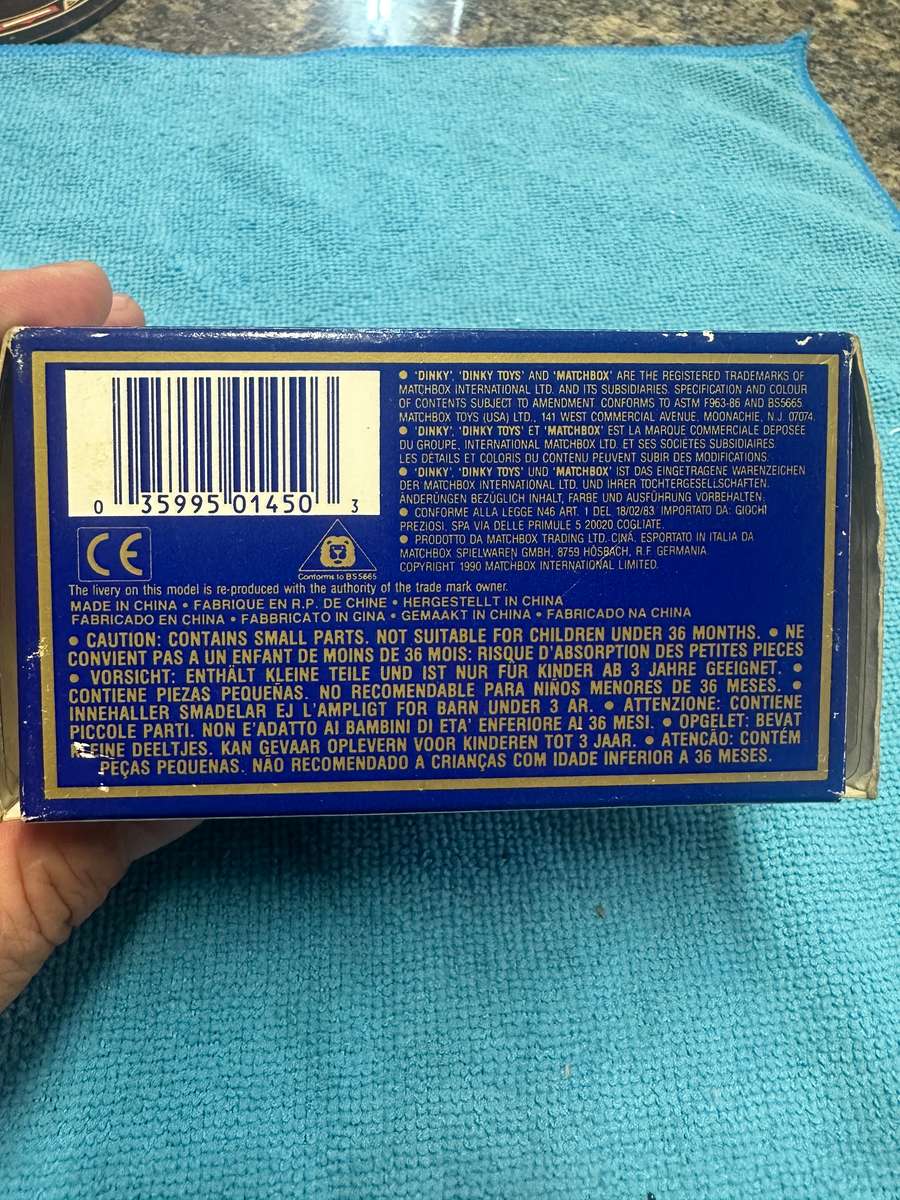 0 35995 01450 3
CE
Conforms to BS5665
● 'DINKY', 'DINKY TOYS' AND 'MATCHBOX' ARE THE REGISTERED TRADEMARKS OF
MATCHBOX INTERNATIONAL LTD. AND ITS SUBSIDIARIES. SPECIFICATION AND COLOUR
OF CONTENTS SUBJECT TO AMENDMENT. CONFORMS TO ASTM F963-86 AND BS5665.
MATCHBOX TOYS (USA) LTD., 141 WEST COMMERCIAL AVENUE, MOONACHIE, N.J. 07074.
● 'DINKY', 'DINKY TOYS' ET 'MATCHBOX' EST LA MARQUE COMMERCIALE DEPOSÉE
DU GROUPE, INTERNATIONAL MATCHBOX LTD. ET SES SOCIETES SUBSIDIAIRES.
LES DÉTAILS ET COLORIS DU CONTENU PEUVENT SUBIR DES MODIFICATIONS.
● 'DINKY', 'DINKY TOYS' UND 'MATCHBOX' IST DAS EINGETRAGENE WARENZEICHEN
DER MATCHBOX INTERNATIONAL LTD. UND IHRER TOCHTERGESELLSCHAFTEN.
ÄNDERUNGEN BEZÜGLICH INHALT, FARBE UND AUSFÜHRUNG VORBEHALTEN.
● CONFORME ALLA LEGGE N46 ART. 1 DEL 18/02/83 IMPORTATO DA: GIOCHI
PREZIOSI, SPA VIA DELLE PRIMULE 5 20020 COGLIATE.
● PRODOTTO DA MATCHBOX TRADING LTD. CINA. ESPORTATO IN ITALIA DA
MATCHBOX SPIELWAREN GMBH, 8759 HÖSBACH, R.F. GERMANIA.
COPYRIGHT 1990 MATCHBOX INTERNATIONAL LIMITED.
The livery on this model is re-produced with the authority of the trade mark owner.
MADE IN CHINA • FABRIQUE EN R.P. DE CHINE • HERGESTELLT IN CHINA
FABRICADO EN CHINA • FABBRICATO IN GINA • GEMAAKT IN CHINA • FABRICADO NA CHINA
● CAUTION: CONTAINS SMALL PARTS. NOT SUITABLE FOR CHILDREN UNDER 36 MONTHS. ● NE
CONVIENT PAS A UN ENFANT DE MOINS DE 36 MOIS: RISQUE D'ABSORPTION DES PETITES PIECES
● VORSICHT: ENTHÄLT KLEINE TEILE UND IST NUR FÜR KINDER AB 3 JAHRE GEEIGNET. ●
CONTIENE PIEZAS PEQUEÑAS. NO RECOMENDABLE PARA NIÑOS MENORES DE 36 MESES. ●
INNEHALLER SMADELAR EJ L'AMPLIGT FOR BARN UNDER 3 AR. ● ATTENZIONE: CONTIENE
PICCOLE PARTI. NON E'ADATTO AI BAMBINI DI ETA' ENFERIORE AI 36 MESI. ● OPGELET: BEVAT
KLEINE DEELTJES. KAN GEVAAR OPLEVERN VOOR KINDEREN TOT 3 JAAR. ● ATENCÃO: CONTÉM
PEÇAS PEQUENAS. NÃO RECOMENDADO A CRIANÇAS COM IDADE INFERIOR A 36 MESES.